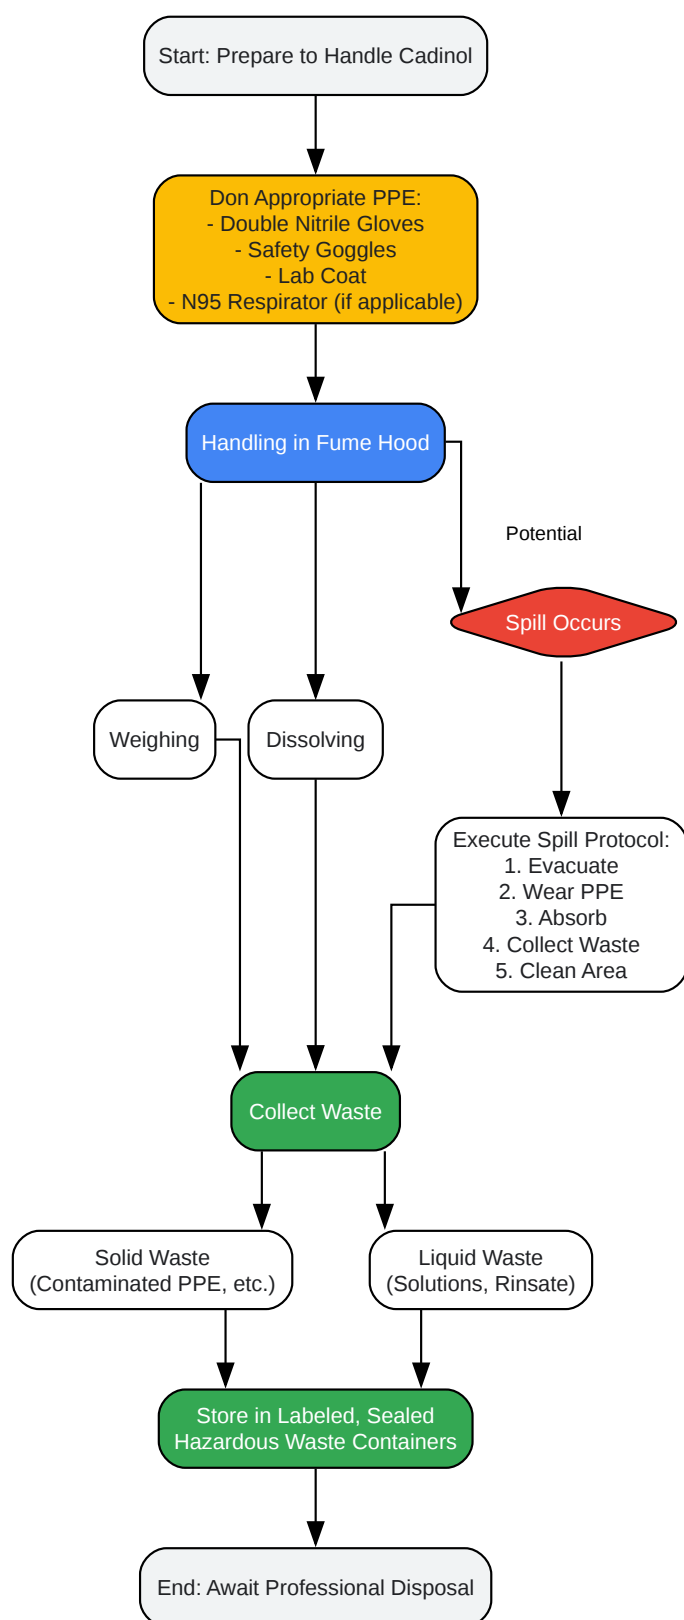 Start: Prepare to Handle Cadinol
Don Appropriate PPE:
- Double Nitrile Gloves
- Safety Goggles
- Lab Coat
- N95 Respirator (if applicable)
Handling in Fume Hood
Potential
Spill Occurs
Weighing
Dissolving
Execute Spill Protocol:
1. Evacuate
2. Wear PPE
3. Absorb
4. Collect Waste
5. Clean Area
Collect Waste
Solid Waste
(Contaminated PPE, etc.)
Liquid Waste
(Solutions, Rinsate)
Store in Labeled, Sealed
Hazardous Waste Containers
End: Await Professional Disposal